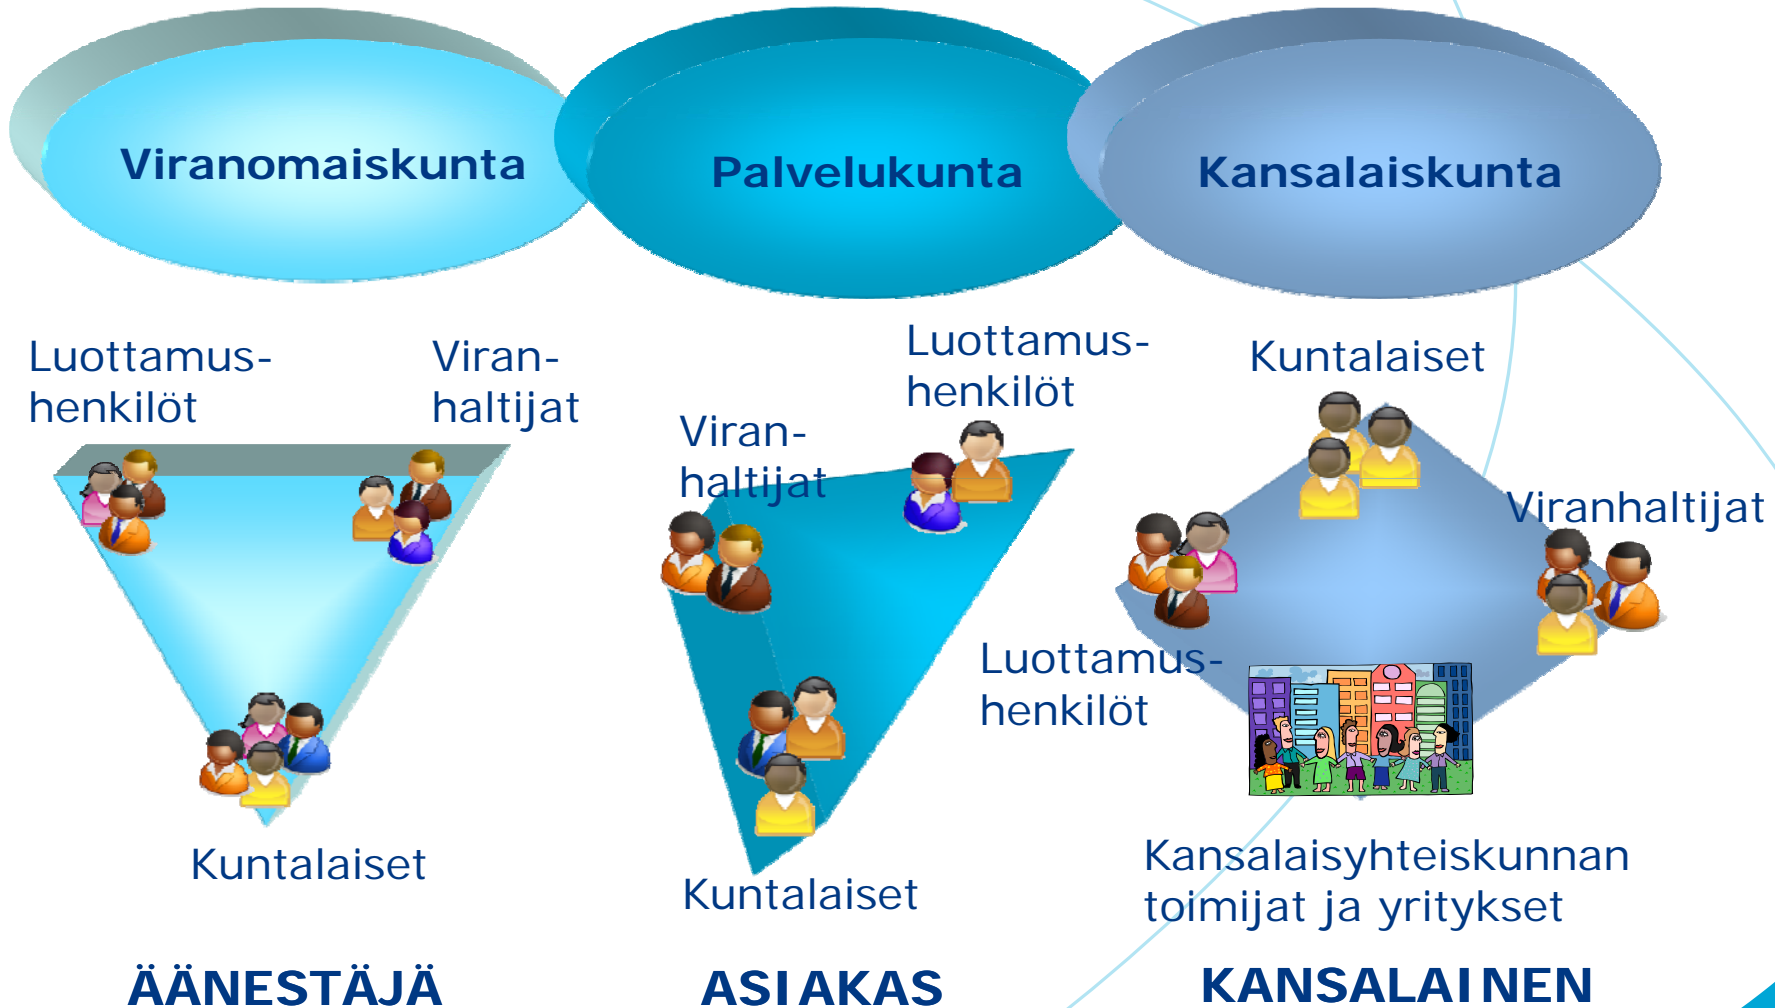 Viranomaiskunta
Palvelukunta
Kansalaiskunta
Luottamus-
henkilöt
Viran-
haltijat
Kuntalaiset
ÄÄNESTÄJÄ
Viran-
haltijat
Luottamus-
henkilöt
Kuntalaiset
ASIAKAS
Kuntalaiset
Viranhaltijat
Luottamus-
henkilöt
Kansalaisyhteiskunnan
toimijat ja yritykset
KANSALAINEN